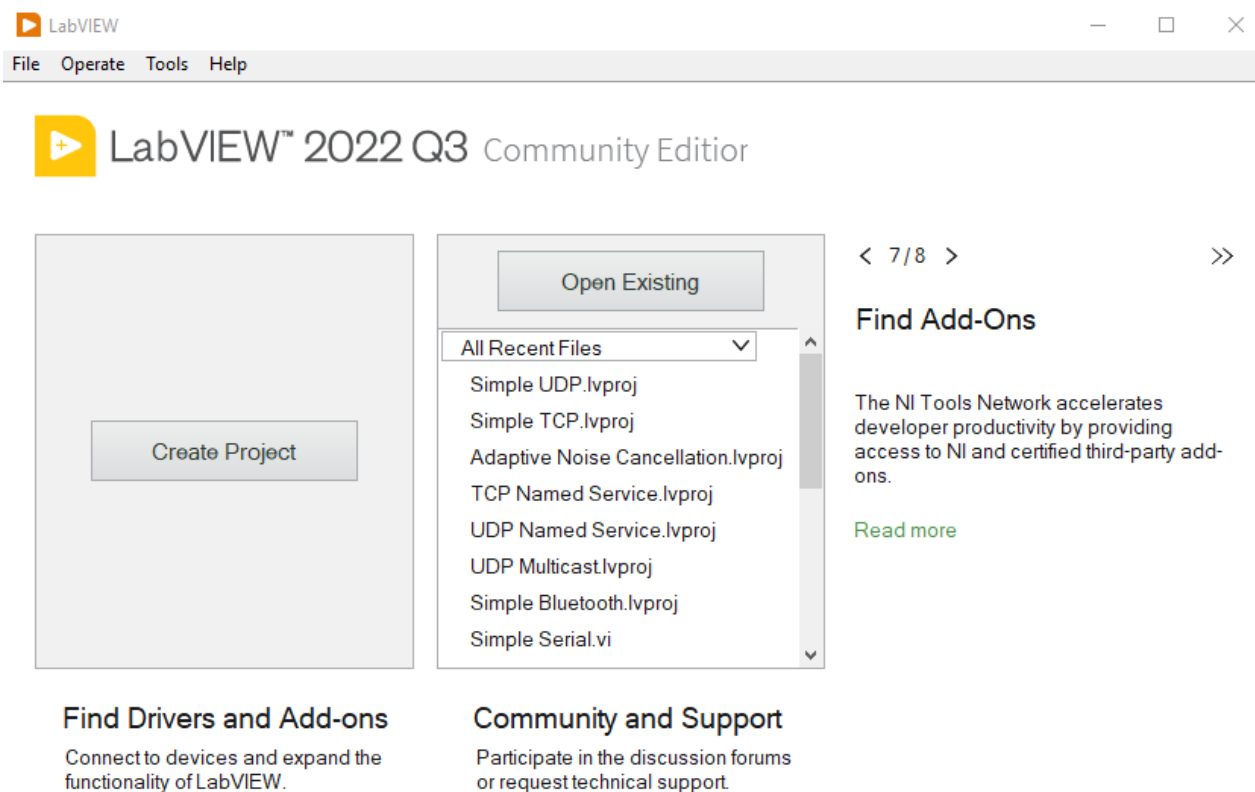 LabVIEW
File Operate Tools Help
LabVIEW™ 2022 Q3 Community Edition
Create Project
Open Existing
All Recent Files
Simple UDP.lvproj
Simple TCP.lvproj
Adaptive Noise Cancellation.lvproj
TCP Named Service.lvproj
UDP Named Service.lvproj
UDP Multicast.lvproj
Simple Bluetooth.lvproj
Simple Serial.vi
7/8
Find Add-Ons
The NI Tools Network accelerates
developer productivity by providing
access to NI and certified third-party add-
ons.
Read more
Find Drivers and Add-ons
Connect to devices and expand the
functionality of LabVIEW.
Community and Support
Participate in the discussion forums
or request technical support.